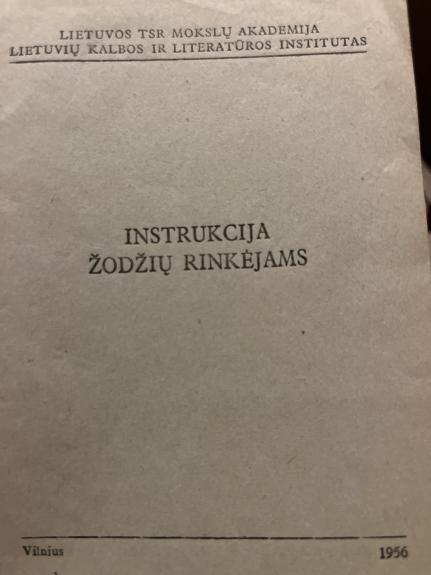 LIETUVOS TSR MOKSLŲ AKADEMIJA
LIETUVIŲ KALBOS IR LITERATŪROS INSTITUTAS
INSTRUKCIJA
ŽODŽIŲ RINKĖJAMS
Vilnius 1956